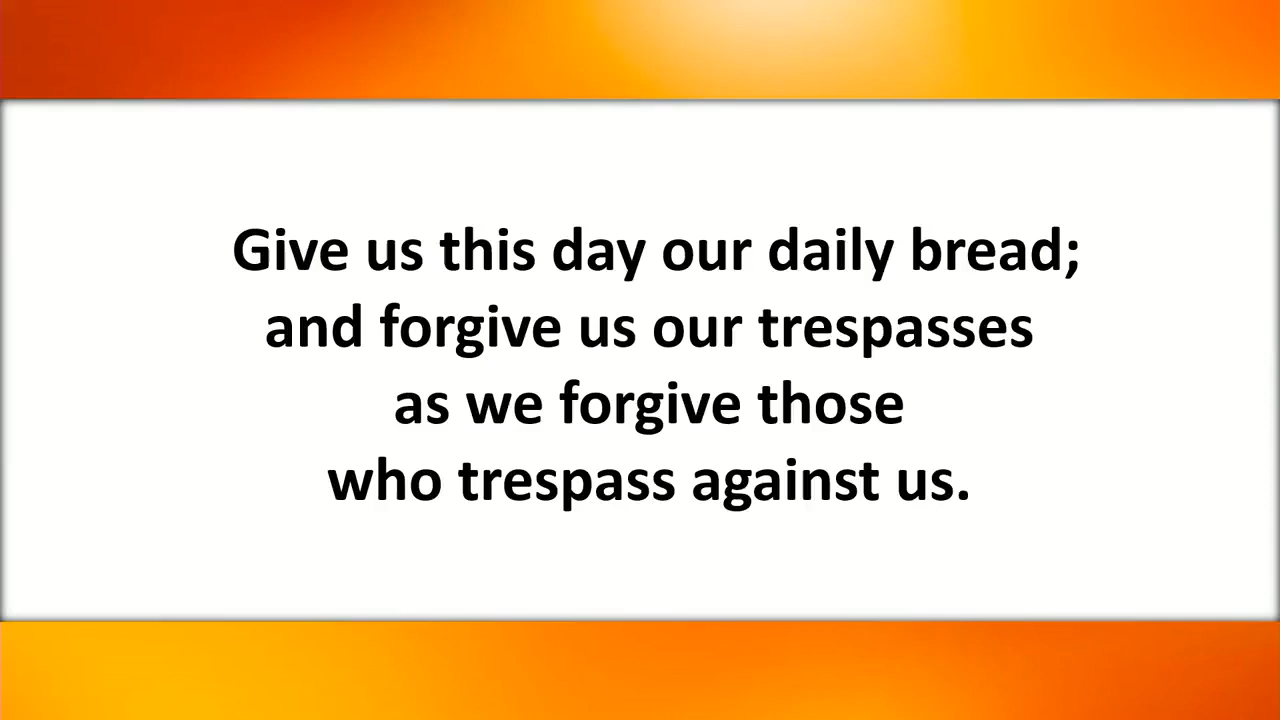 Give us this day our daily bread;
and forgive us our trespasses
as we forgive those
who trespass against us.